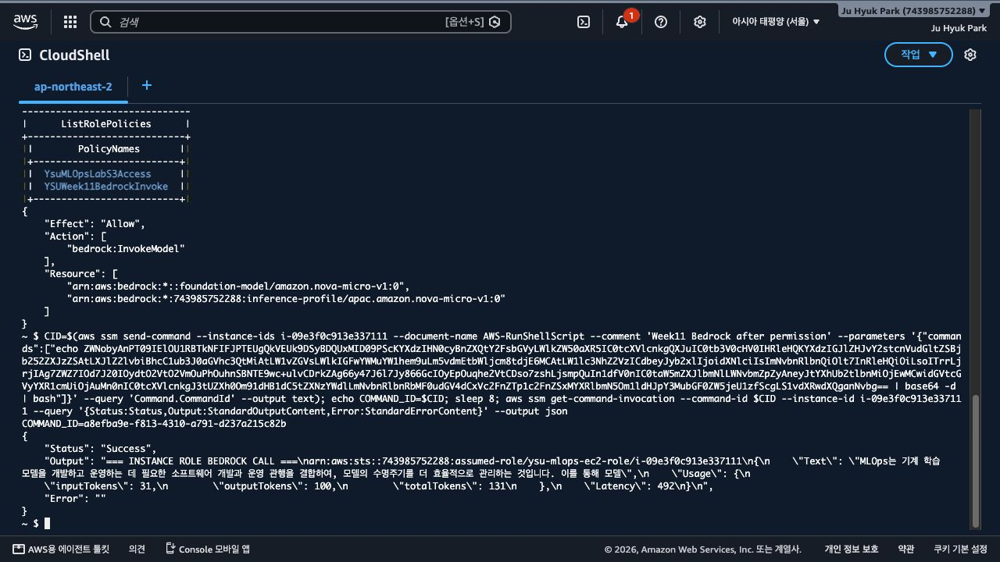 aws
검색
[옵션+S]
1
아시아 태평양 (서울) ▼
Ju Hyuk Park (743985752288) ▼
Ju Hyuk Park
CloudShell
작업 ▼
ap-northeast-2
+
------------------------------
|      ListRolePolicies      |
+----------------------------+
||        PolicyNames       ||
|+--------------------------+|
||  YsuMLOpsLabS3Access     ||
||  YSUWeek11BedrockInvoke  ||
|+--------------------------+|
{
    "Effect": "Allow",
    "Action": [
        "bedrock:InvokeModel"
    ],
    "Resource": [
        "arn:aws:bedrock:*::foundation-model/amazon.nova-micro-v1:0",
        "arn:aws:bedrock:*:743985752288:inference-profile/apac.amazon.nova-micro-v1:0"
    ]
}
~ $ CID=$(aws ssm send-command --instance-ids i-09e3f0c913e337111 --document-name AWS-RunShellScript --comment 'Week11 Bedrock after permission' --parameters '{"comman
ds":["echo
| base64 -d
| bash"]}' --query 'Command.CommandId' --output text); echo COMMAND_ID=$CID; sleep 8; aws ssm get-command-invocation --command-id $CID --instance-id i-09e3f0c913e33711
1 --query '{Status:Status,Output:StandardOutputContent,Error:StandardErrorContent}' --output json
COMMAND_ID=a8efba9e-f813-4310-a791-d237a215c82b
{
    "Status": "Success",
    "Output": "=== INSTANCE ROLE BEDROCK CALL ===\narn:aws:sts::743985752288:assumed-role/ysu-mlops-ec2-role/i-09e3f0c913e337111\n{\n    \"Text\": \"MLOps는 기계 학습
모델을 개발하고 운영하는 데 필요한 소프트웨어 개발과 운영 관행을 결합하여, 모델의 수명주기를 더 효율적으로 관리하는 것입니다. 이를 통해 모델\",\n    \"Usage\": {\n
    \"inputTokens\": 31,\n        \"outputTokens\": 100,\n        \"totalTokens\": 131\n    },\n    \"Latency\": 492\n}\n",
    "Error": ""
}
~ $
AWS용 에이전트 툴킷
의견
Console 모바일 앱
© 2026, Amazon Web Services, Inc. 또는 계열사.
개인 정보 보호
약관
쿠키 기본 설정